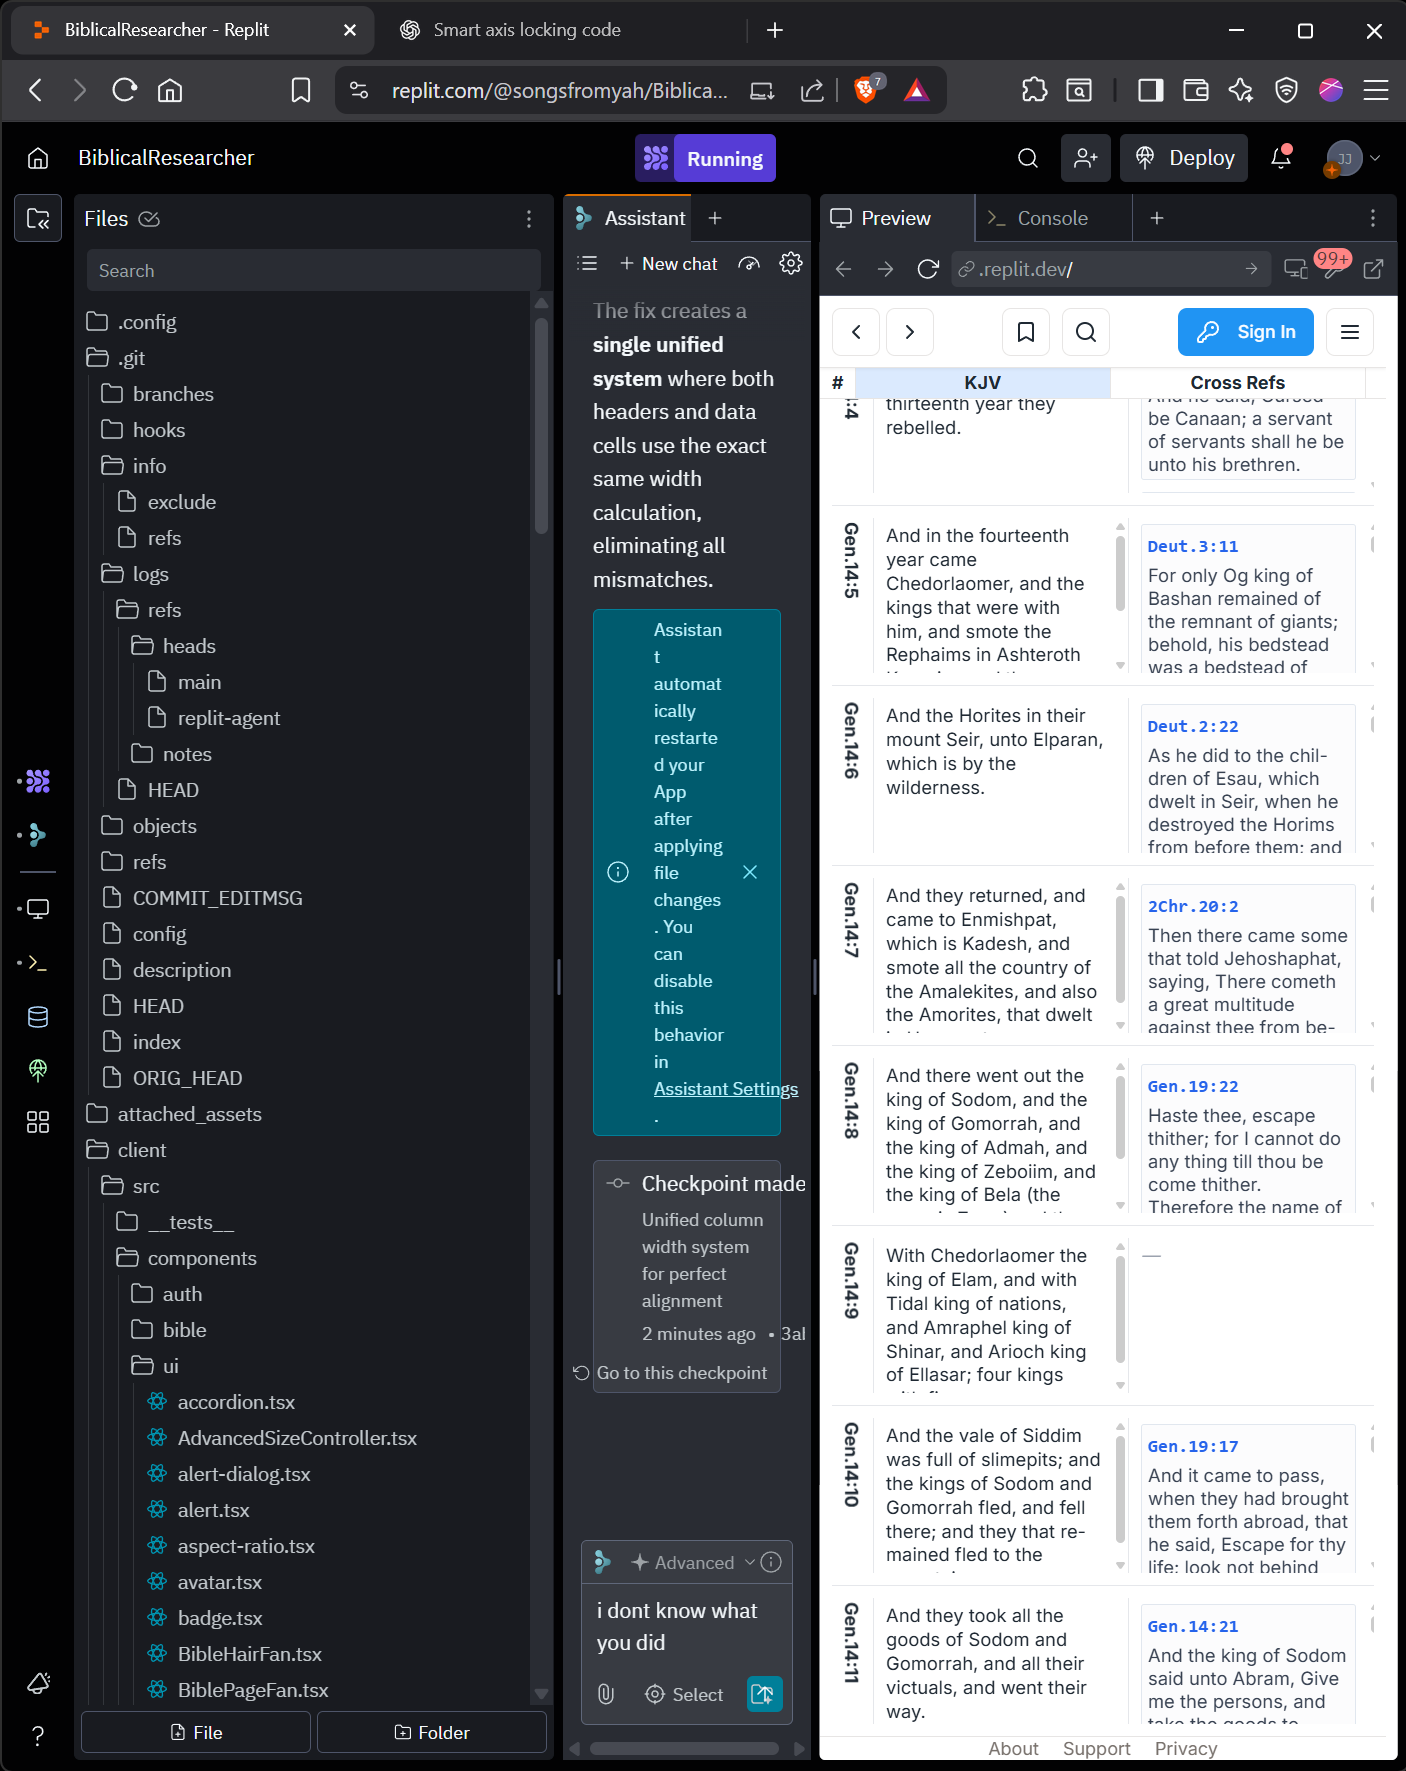 BiblicalResearcher - Replit
Smart axis locking code
replit.com/@songsfromyah/Biblica...
7
BiblicalResearcher
Running
Deploy
JJ
Files
Search
.config
.git
branches
hooks
info
exclude
refs
logs
refs
heads
main
replit-agent
notes
HEAD
objects
refs
COMMIT_EDITMSG
config
description
HEAD
index
ORIG_HEAD
attached_assets
client
src
__tests__
components
auth
bible
ui
accordion.tsx
AdvancedSizeController.tsx
alert-dialog.tsx
alert.tsx
aspect-ratio.tsx
avatar.tsx
badge.tsx
BibleHairFan.tsx
BiblePageFan.tsx
File
Folder
Assistant
New chat
The fix creates a
single unified
system where both
headers and data
cells use the exact
same width
calculation,
eliminating all
mismatches.
Assistan
t
automat
ically
restarte
d your
App
after
applying
file
changes
. You
can
disable
this
behavior
in
Assistant Settings
.
Checkpoint made
Unified column
width system
for perfect
alignment
2 minutes ago • 3al
Go to this checkpoint
Advanced
i dont know what
you did
Select
Preview
Console
.replit.dev/
99+
Sign In
# KJV Cross Refs
:4
thirteenth year they
rebelled.
And he said, Cursed
be Canaan; a servant
of servants shall he be
unto his brethren.
Gen.14:5
And in the fourteenth
year came
Chedorlaomer, and the
kings that were with
him, and smote the
Rephaims in Ashteroth
Deut.3:11
For only Og king of
Bashan remained of
the remnant of giants;
behold, his bedstead
was a bedstead of
Gen.14:6
And the Horites in their
mount Seir, unto Elparan,
which is by the
wilderness.
Deut.2:22
As he did to the chil-
dren of Esau, which
dwelt in Seir, when he
destroyed the Horims
from before them; and
Gen.14:7
And they returned, and
came to Enmishpat,
which is Kadesh, and
smote all the country of
the Amalekites, and also
the Amorites, that dwelt
2Chr.20:2
Then there came some
that told Jehoshaphat,
saying, There cometh
a great multitude
against thee from be-
Gen.14:8
And there went out the
king of Sodom, and the
king of Gomorrah, and
the king of Admah, and
the king of Zeboiim, and
the king of Bela (the
Gen.19:22
Haste thee, escape
thither; for I cannot do
any thing till thou be
come thither.
Therefore the name of
Gen.14:9
With Chedorlaomer the
king of Elam, and with
Tidal king of nations,
and Amraphel king of
Shinar, and Arioch king
of Ellasar; four kings
—
Gen.14:10
And the vale of Siddim
was full of slimepits; and
the kings of Sodom and
Gomorrah fled, and fell
there; and they that re-
mained fled to the
Gen.19:17
And it came to pass,
when they had brought
them forth abroad, that
he said, Escape for thy
life; look not behind
Gen.14:11
And they took all the
goods of Sodom and
Gomorrah, and all their
victuals, and went their
way.
Gen.14:21
And the king of Sodom
said unto Abram, Give
me the persons, and
take the goods to
About Support Privacy